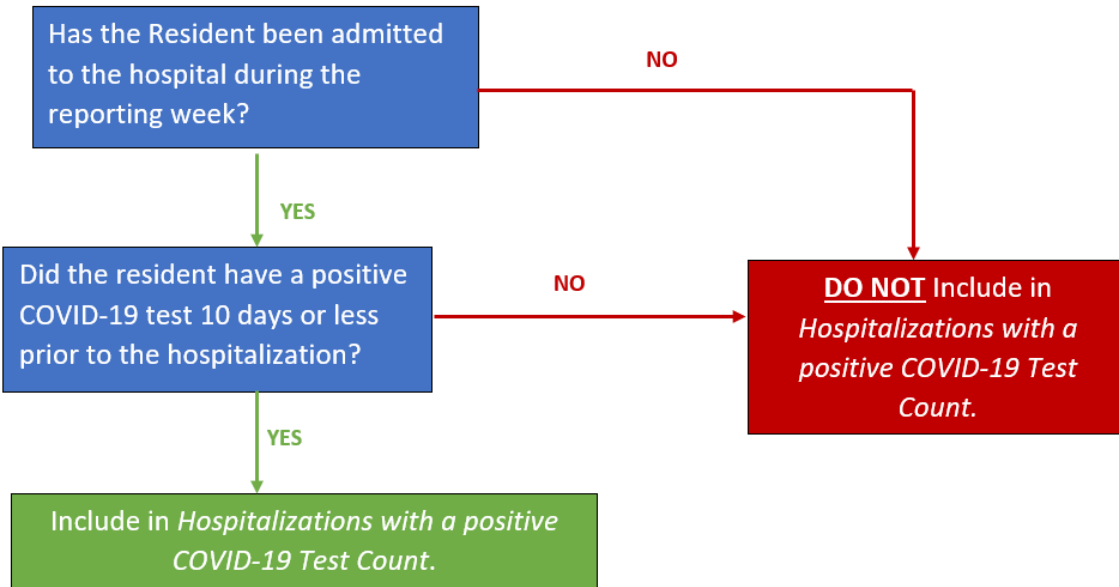 Has the Resident been admitted
to the hospital during the
reporting week?
NO
YES
Did the resident have a positive
COVID-19 test 10 days or less
prior to the hospitalization?
NO
DO NOT Include in
Hospitalizations with a
positive COVID-19 Test
Count.
YES
Include in Hospitalizations with a positive
COVID-19 Test Count.